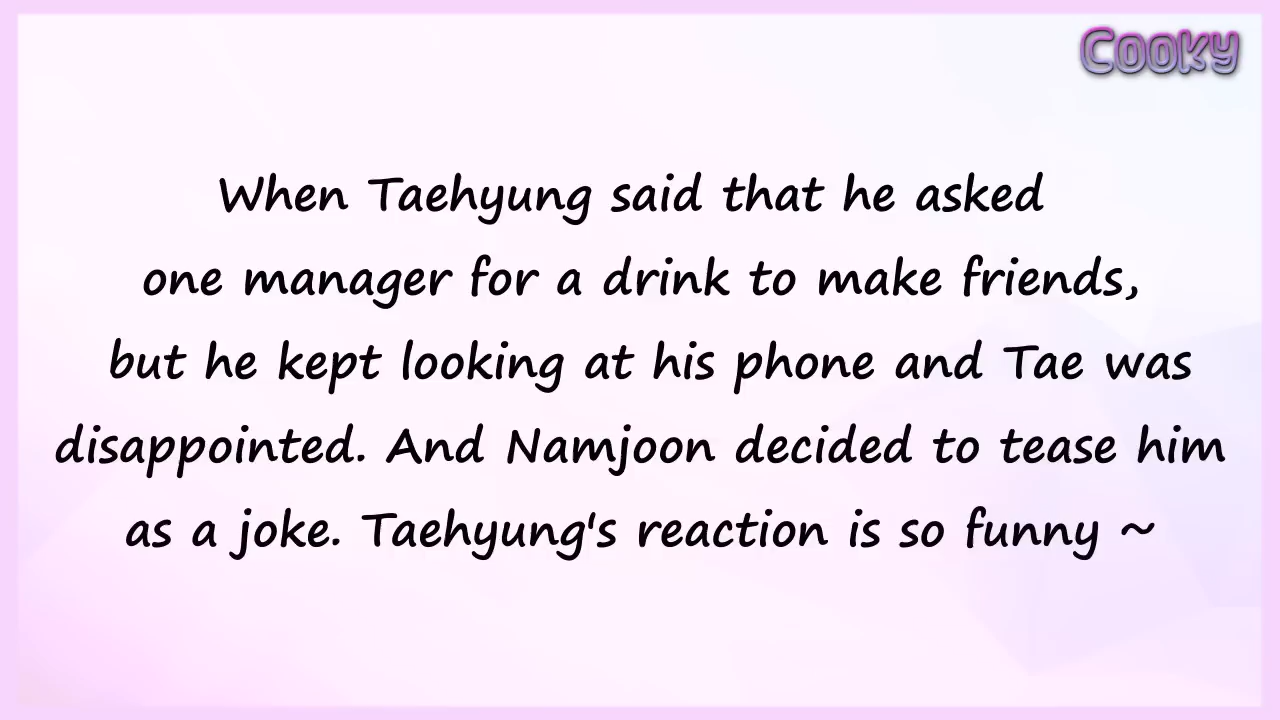 Cooky
When Taehyung said that he asked
one manager for a drink to make friends,
but he kept looking at his phone and Tae was
disappointed. And Namjoon decided to tease him
as a joke. Taehyung's reaction is so funny ~